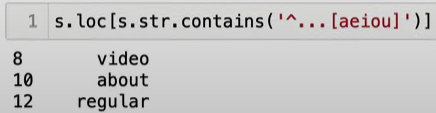 1 s.loc[s.str.contains('^...[aeiou]')]
8 video
10 about
12 regular